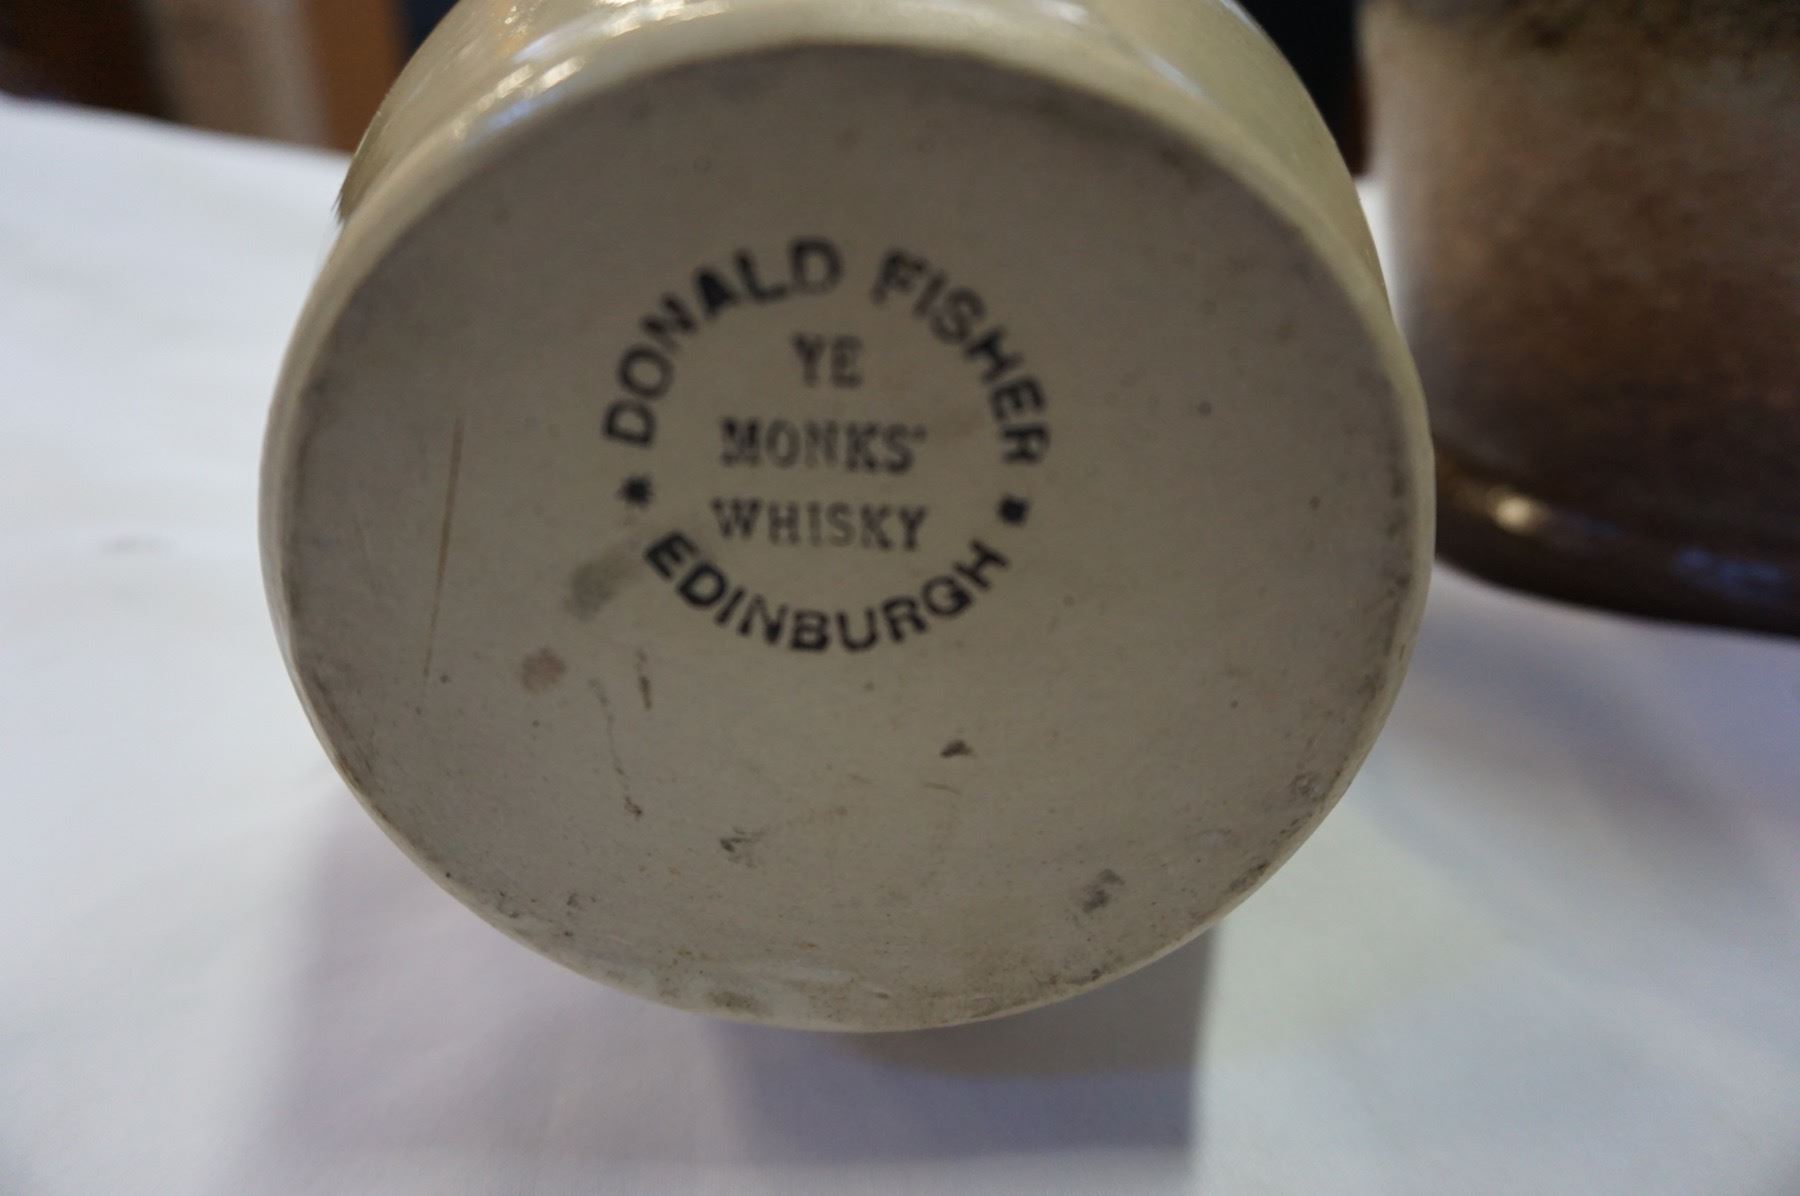 DONALD FISHER
YE
MONKS'
WHISKY
* EDINBURGH *